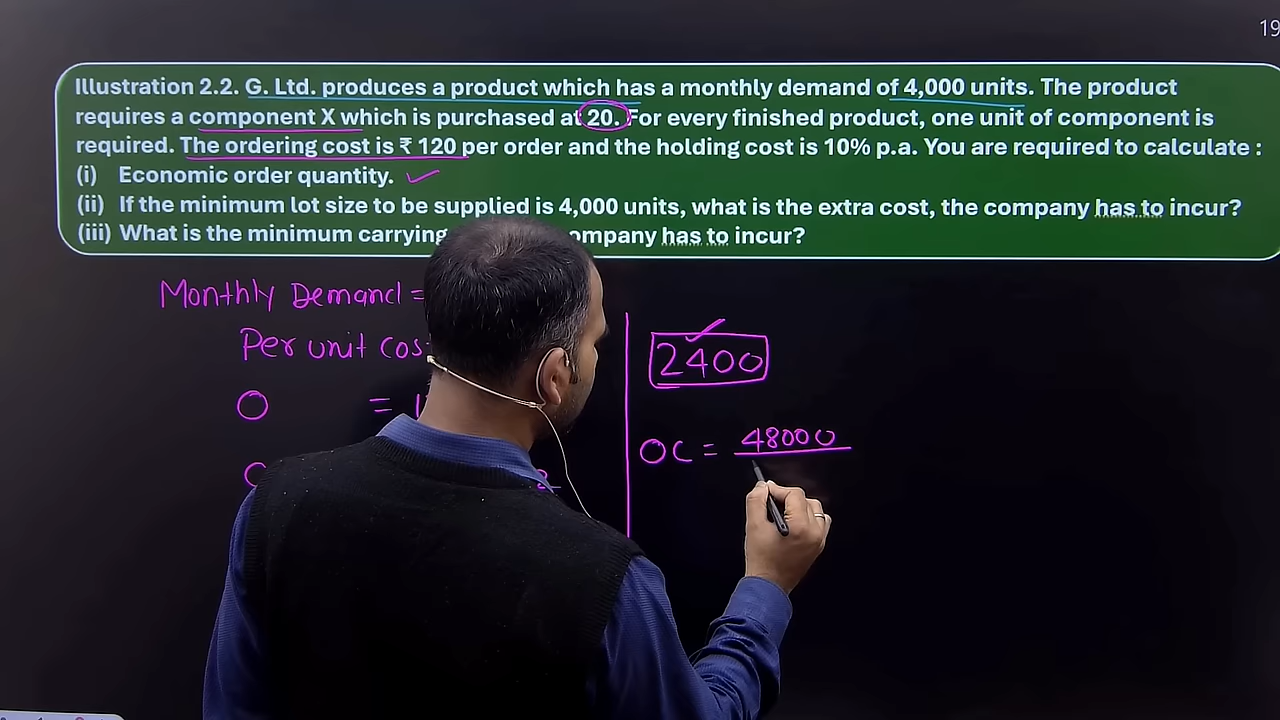 19
Illustration 2.2. G. Ltd. produces a product which has a monthly demand of 4,000 units. The product
requires a component X which is purchased at 20. For every finished product, one unit of component is
required. The ordering cost is ₹ 120 per order and the holding cost is 10% p.a. You are required to calculate :
(i) Economic order quantity.
(ii) If the minimum lot size to be supplied is 4,000 units, what is the extra cost, the company has to incur?
(iii) What is the minimum carrying company has to incur?
Monthly Demand =
Per unit Cos
2400
O =
OC = 48000